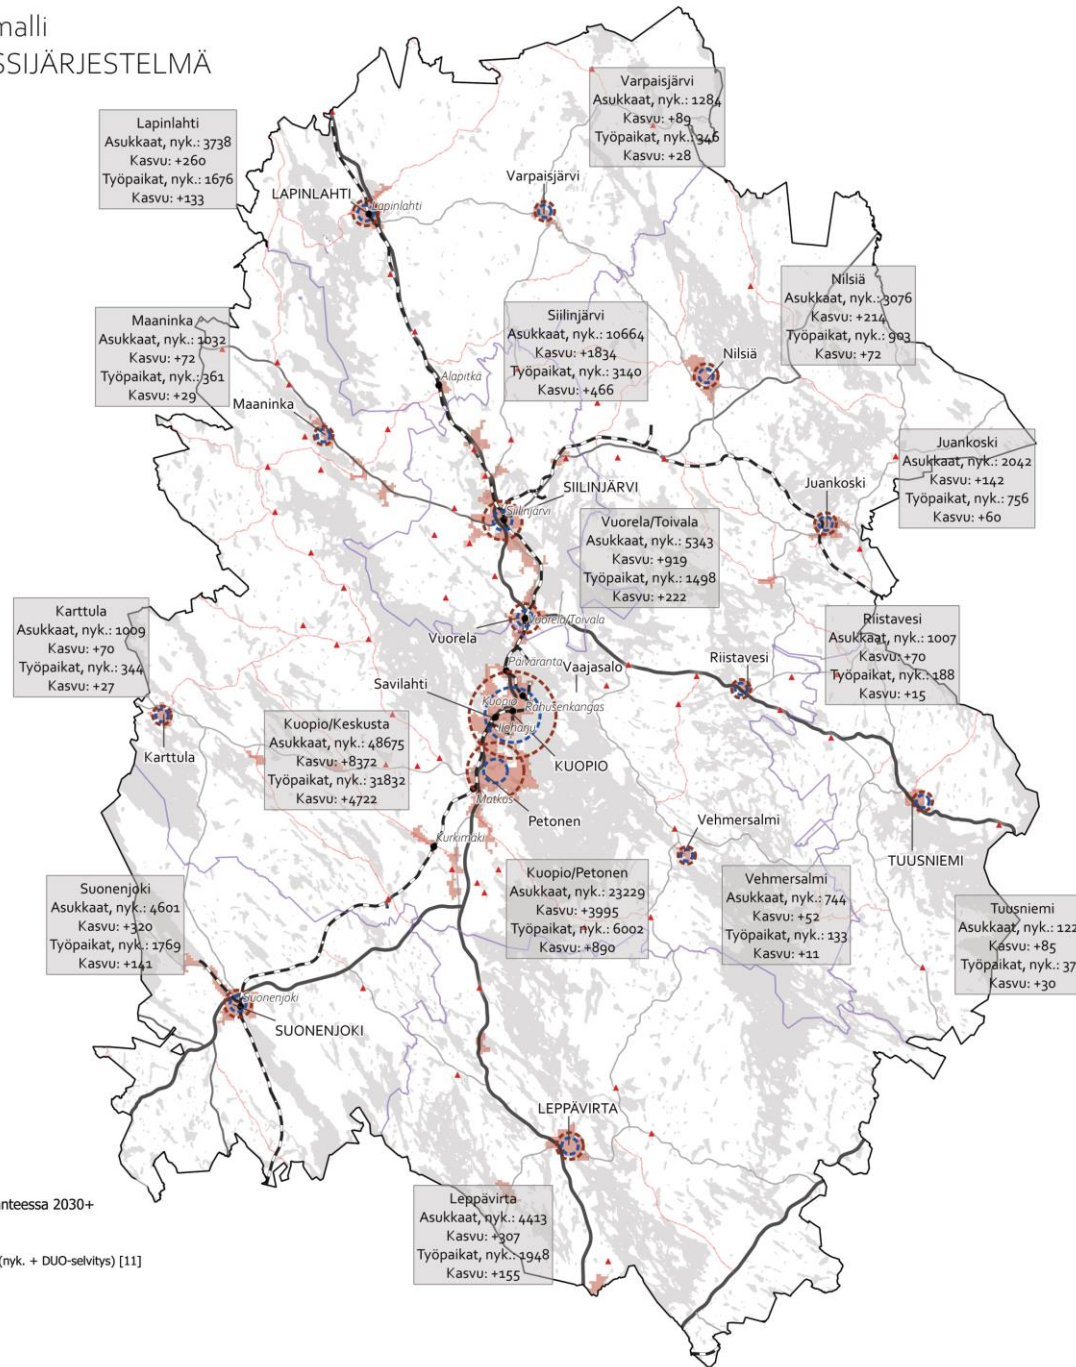 malli
SSIJÄRJESTELMÄ
Varpaisjärvi
Asukkaat, nyk.: 1284
Kasvu: +89
Työpaikat, nyk.: 346
Kasvu: +28
Lapinlahti
Asukkaat, nyk.: 3738
Kasvu: +260
Työpaikat, nyk.: 1676
Kasvu: +133
LAPINLAHTI
Lapinlahti
Varpaisjärvi
Nilsiä
Asukkaat, nyk.: 3076
Kasvu: +214
Työpaikat, nyk.: 903
Kasvu: +72
Maaninka
Asukkaat, nyk.: 1032
Kasvu: +72
Työpaikat, nyk.: 361
Kasvu: +29
Siilinjärvi
Asukkaat, nyk.: 10664
Kasvu: +1834
Työpaikat, nyk.: 3140
Kasvu: +466
Nilsiä
Alapitkä
Maaninka
Juankoski
Asukkaat, nyk.: 2042
Kasvu: +142
Työpaikat, nyk.: 756
Kasvu: +60
Juankoski
SIILINJÄRVI
Siilinjärvi
Vuorela/Toivala
Asukkaat, nyk.: 5343
Kasvu: +919
Työpaikat, nyk.: 1498
Kasvu: +222
Karttula
Asukkaat, nyk.: 1009
Kasvu: +70
Työpaikat, nyk.: 344
Kasvu: +27
Riistavesi
Asukkaat, nyk.: 1007
Kasvu: +70
Työpaikat, nyk.: 188
Kasvu: +15
Vuorela/Toivala
Vuorela
Päiväranta
Vaajasalo
Riistavesi
Savilahti
Kuopio
Rahusenkangas
Iloharju
Karttula
Kuopio/Keskusta
Asukkaat, nyk.: 48675
Kasvu: +8372
Työpaikat, nyk.: 31832
Kasvu: +4722
KUOPIO
Matkus
Petonen
Vehmersalmi
Kurkimäki
TUUSNIEMI
Kuopio/Petonen
Asukkaat, nyk.: 23229
Kasvu: +3995
Työpaikat, nyk.: 6002
Kasvu: +890
Vehmersalmi
Asukkaat, nyk.: 744
Kasvu: +52
Työpaikat, nyk.: 133
Kasvu: +11
Suonenjoki
Asukkaat, nyk.: 4601
Kasvu: +320
Työpaikat, nyk.: 1769
Kasvu: +141
Tuusniemi
Asukkaat, nyk.: 122
Kasvu: +85
Työpaikat, nyk.: 37
Kasvu: +30
Suonenjoki
SUONENJOKI
LEPPÄVIRTA
Leppävirta
Asukkaat, nyk.: 4413
Kasvu: +307
Työpaikat, nyk.: 1948
Kasvu: +155
nteessa 2030+
(nyk. + DUO-selvitys) [11]